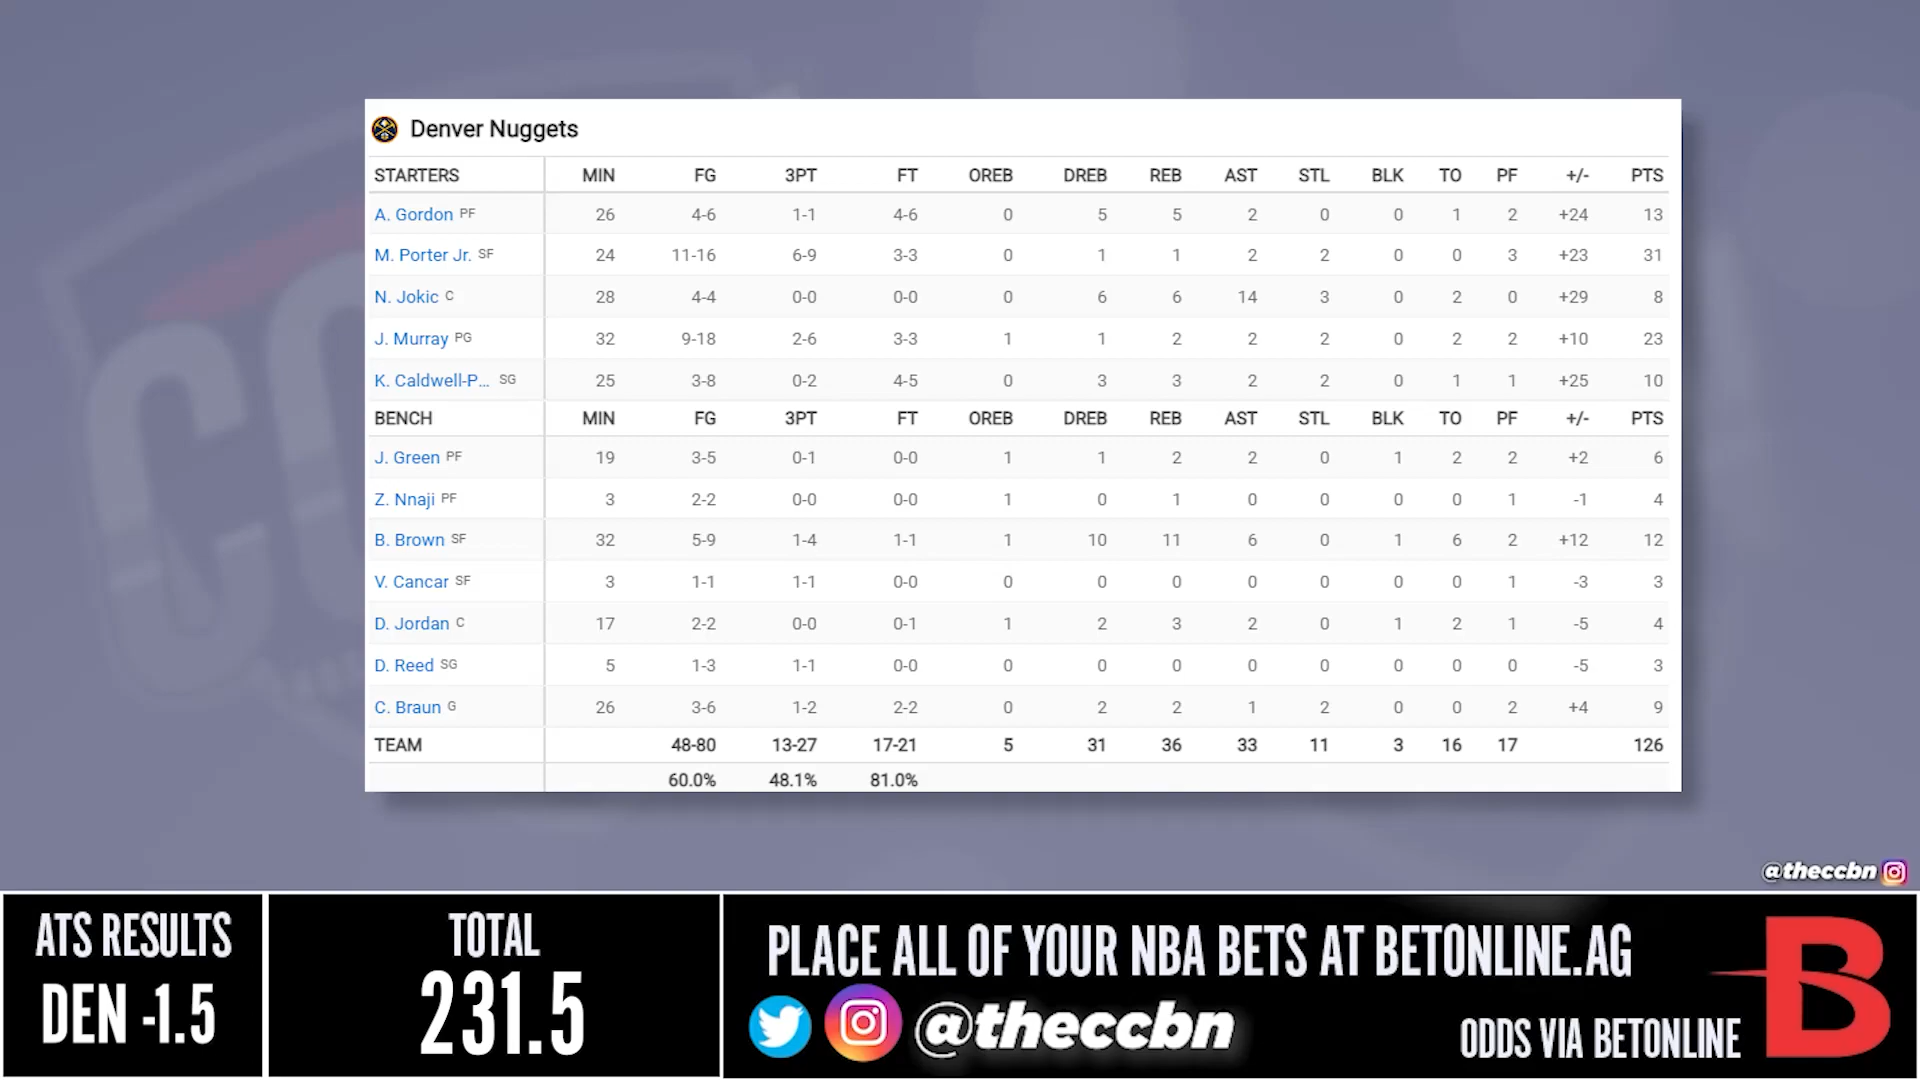 Denver Nuggets
STARTERS MIN FG 3PT FT OREB DREB REB AST STL BLK TO PF +/- PTS
A. Gordon PF 26 4-6 1-1 4-6 0 5 5 2 0 0 1 2 +24 13
M. Porter Jr. SF 24 11-16 6-9 3-3 0 1 1 2 2 0 0 3 +23 31
N. Jokic C 28 4-4 0-0 0-0 0 6 6 14 3 0 2 0 +29 8
J. Murray PG 32 9-18 2-6 3-3 1 1 2 2 2 0 2 2 +10 23
K. Caldwell-P... SG 25 3-8 0-2 4-5 0 3 3 2 2 0 1 1 +25 10
BENCH MIN FG 3PT FT OREB DREB REB AST STL BLK TO PF +/- PTS
J. Green PF 19 3-5 0-1 0-0 1 1 2 2 0 1 2 2 +2 6
Z. Nnaji PF 3 2-2 0-0 0-0 1 0 1 0 0 0 0 1 -1 4
B. Brown SF 32 5-9 1-4 1-1 1 10 11 6 0 1 6 2 +12 12
V. Cancar SF 3 1-1 1-1 0-0 0 0 0 0 0 0 0 1 -3 3
D. Jordan C 17 2-2 0-0 0-1 1 2 3 2 0 1 2 1 -5 4
D. Reed SG 5 1-3 1-1 0-0 0 0 0 0 0 0 0 0 -5 3
C. Braun G 26 3-6 1-2 2-2 0 2 2 1 2 0 0 2 +4 9
TEAM 48-80 13-27 17-21 5 31 36 33 11 3 16 17 126
60.0% 48.1% 81.0%
@theccbn
ATS RESULTS
DEN -1.5
TOTAL
231.5
PLACE ALL OF YOUR NBA BETS AT BETONLINE.AG
@theccbn
ODDS VIA BETONLINE
B